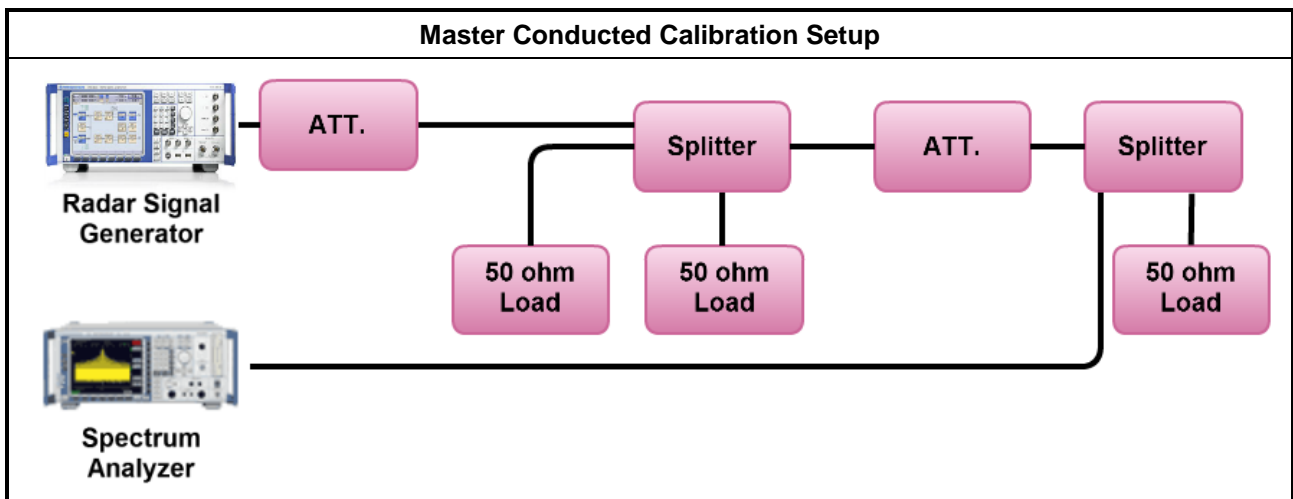 Master Conducted Calibration Setup
ATT.
Splitter
ATT.
Splitter
Radar Signal
Generator
50 ohm
Load
50 ohm
Load
50 ohm
Load
Spectrum
Analyzer